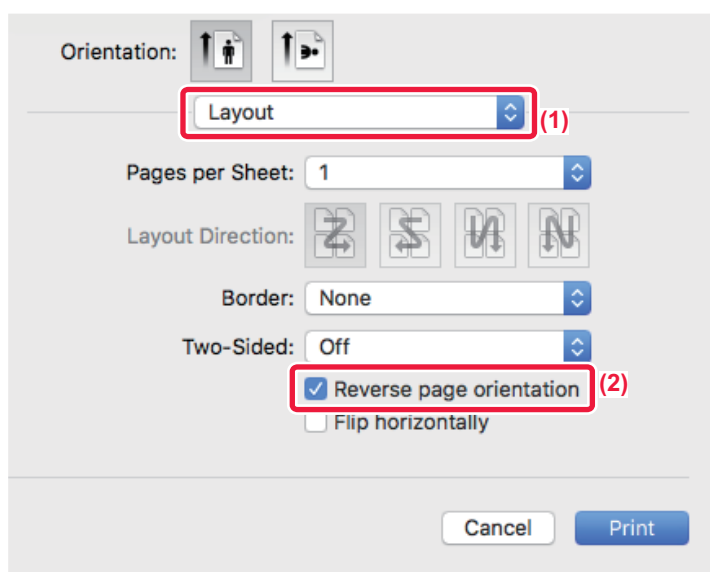 Orientation:
Layout
(1)
Pages per Sheet: 1
Layout Direction:
Border: None
Two-Sided: Off
Reverse page orientation
(2)
Flip horizontally
Cancel Print